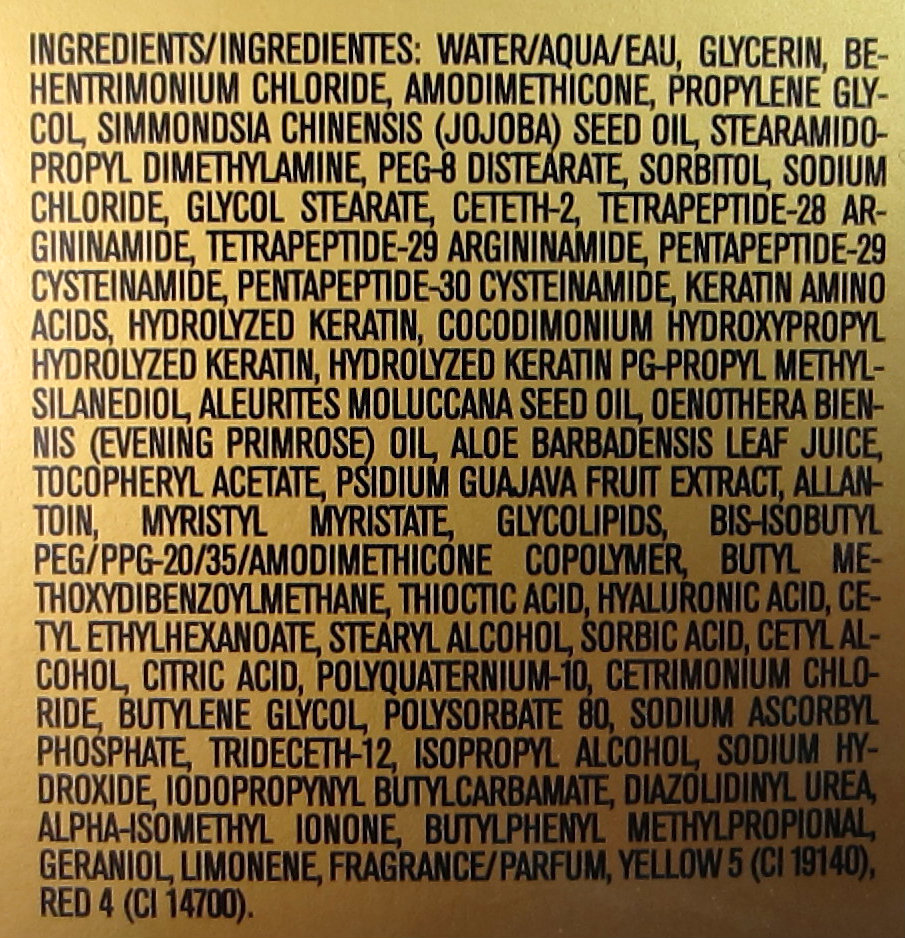 INGREDIENTS/INGREDIENTES: WATER/AQUA/EAU, GLYCERIN, BE-
HENTRIMONIUM CHLORIDE, AMODIMETHICONE, PROPYLENE GLY-
COL, SIMMONDSIA CHINENSIS (JOJOBA) SEED OIL, STEARAMIDO-
PROPYL DIMETHYLAMINE, PEG-8 DISTEARATE, SORBITOL, SODIUM
CHLORIDE, GLYCOL STEARATE, CETETH-2, TETRAPEPTIDE-28 AR-
GININAMIDE, TETRAPEPTIDE-29 ARGININAMIDE, PENTAPEPTIDE-29
CYSTEINAMIDE, PENTAPEPTIDE-30 CYSTEINAMIDE, KERATIN AMINO
ACIDS, HYDROLYZED KERATIN, COCODIMONIUM HYDROXYPROPYL
HYDROLYZED KERATIN, HYDROLYZED KERATIN PG-PROPYL METHYL-
SILANEDIOL, ALEURITES MOLUCCANA SEED OIL, OENOTHERA BIEN-
NIS (EVENING PRIMROSE) OIL, ALOE BARBADENSIS LEAF JUICE,
TOCOPHERYL ACETATE, PSIDIUM GUAJAVA FRUIT EXTRACT, ALLAN-
TOIN, MYRISTYL MYRISTATE, GLYCOLIPIDS, BIS-ISOBUTYL
PEG/PPG-20/35/AMODIMETHICONE COPOLYMER, BUTYL ME-
THOXYDIBENZOYLMETHANE, THIOCTIC ACID, HYALURONIC ACID, CE-
TYL ETHYLHEXANOATE, STEARYL ALCOHOL, SORBIC ACID, CETYL AL-
COHOL, CITRIC ACID, POLYQUATERNIUM-10, CETRIMONIUM CHLO-
RIDE, BUTYLENE GLYCOL, POLYSORBATE 80, SODIUM ASCORBYL
PHOSPHATE, TRIDECETH-12, ISOPROPYL ALCOHOL, SODIUM HY-
DROXIDE, IODOPROPYNYL BUTYLCARBAMATE, DIAZOLIDINYL UREA,
ALPHA-ISOMETHYL IONONE, BUTYLPHENYL METHYLPROPIONAL,
GERANIOL, LIMONENE, FRAGRANCE/PARFUM, YELLOW 5 (CI 19140),
RED 4 (CI 14700).